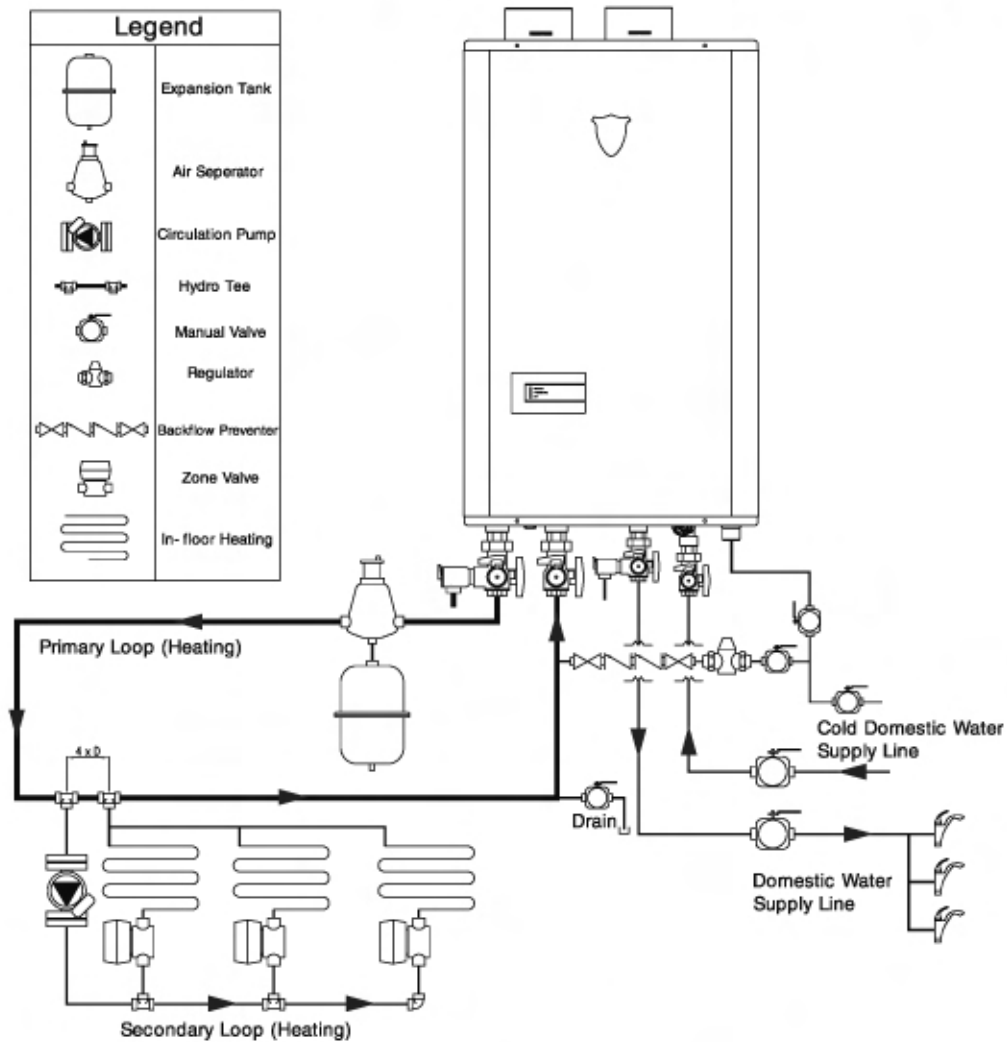 Legend
Expansion Tank
Air Seperator
Circulation Pump
Hydro Tee
Manual Valve
Regulator
Backflow Preventer
Zone Valve
In- floor Heating
Primary Loop (Heating)
4 x D
Cold Domestic Water
Supply Line
Drain
Domestic Water
Supply Line
Secondary Loop (Heating)